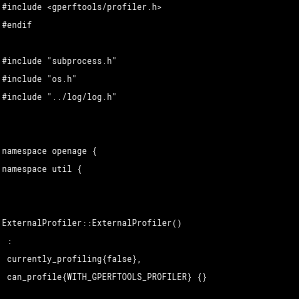 #include <gperftools/profiler.h>
#endif
#include "subprocess.h"
#include "os.h"
#include "../log/log.h"
namespace openage {
namespace util {
ExternalProfiler::ExternalProfiler()
:
currently_profiling{false},
can_profile{WITH_GPERFTOOLS_PROFILER} {}